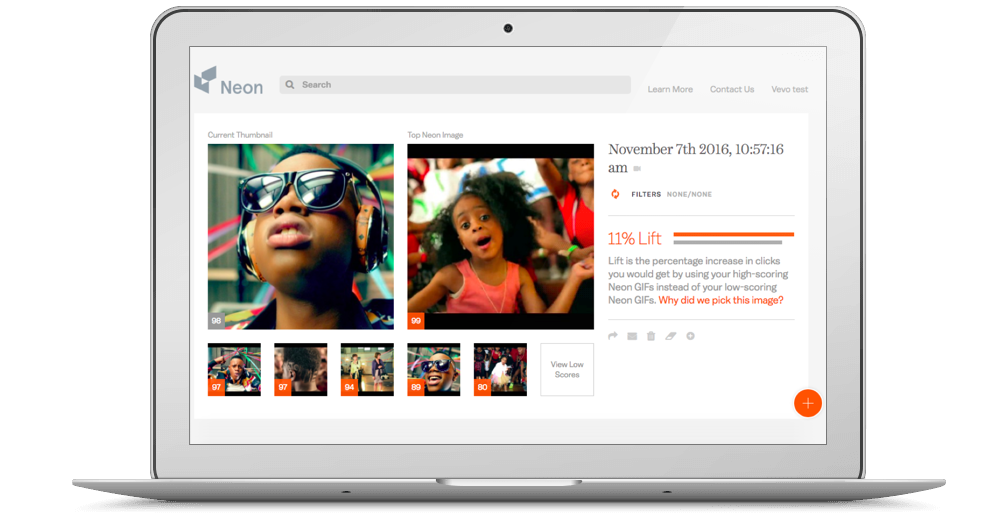 Neon
Search
Learn More
Contact Us
Vevo test
Current Thumbnail
Top Neon Image
98
99
97
97
94
89
80
View Low
Scores
November 7th 2016, 10:57:16
am
FILTERS NONE/NONE
11% Lift
Lift is the percentage increase in clicks
you would get by using your high-scoring
Neon GIFs instead of your low-scoring
Neon GIFs. Why did we pick this image?